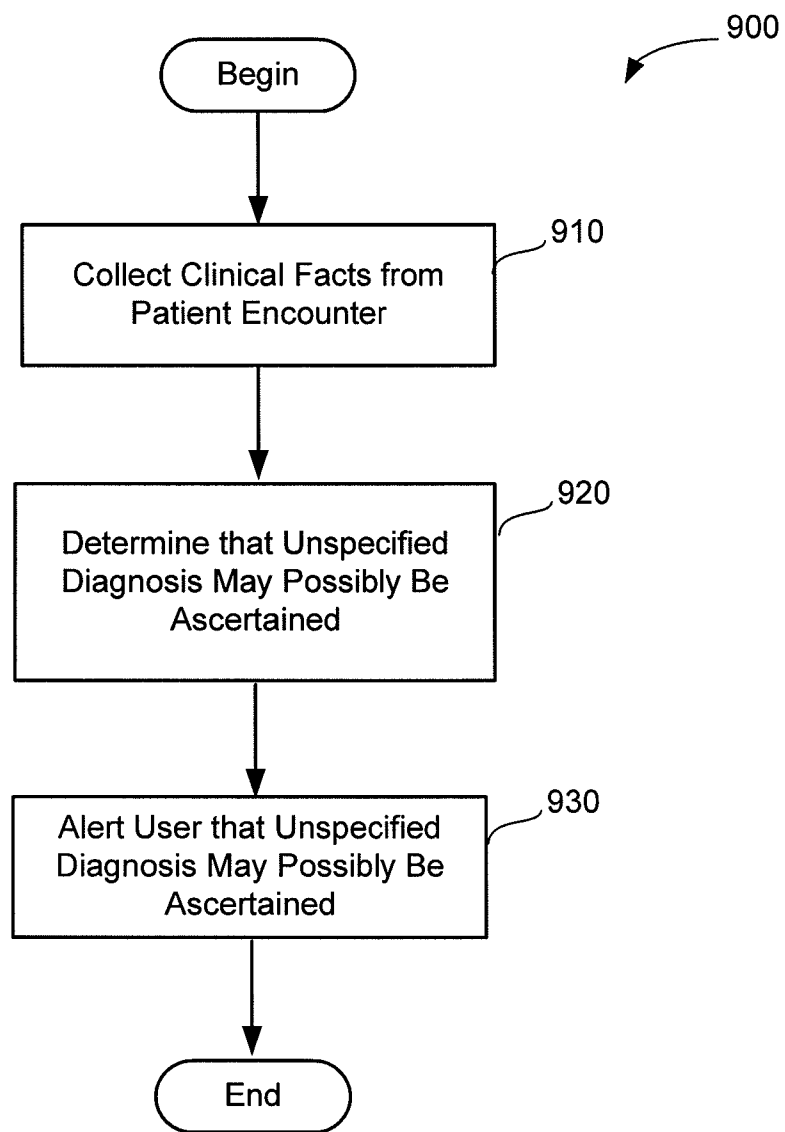 900
Begin
910
Collect Clinical Facts from
Patient Encounter
920
Determine that Unspecified
Diagnosis May Possibly Be
Ascertained
930
Alert User that Unspecified
Diagnosis May Possibly Be
Ascertained
End